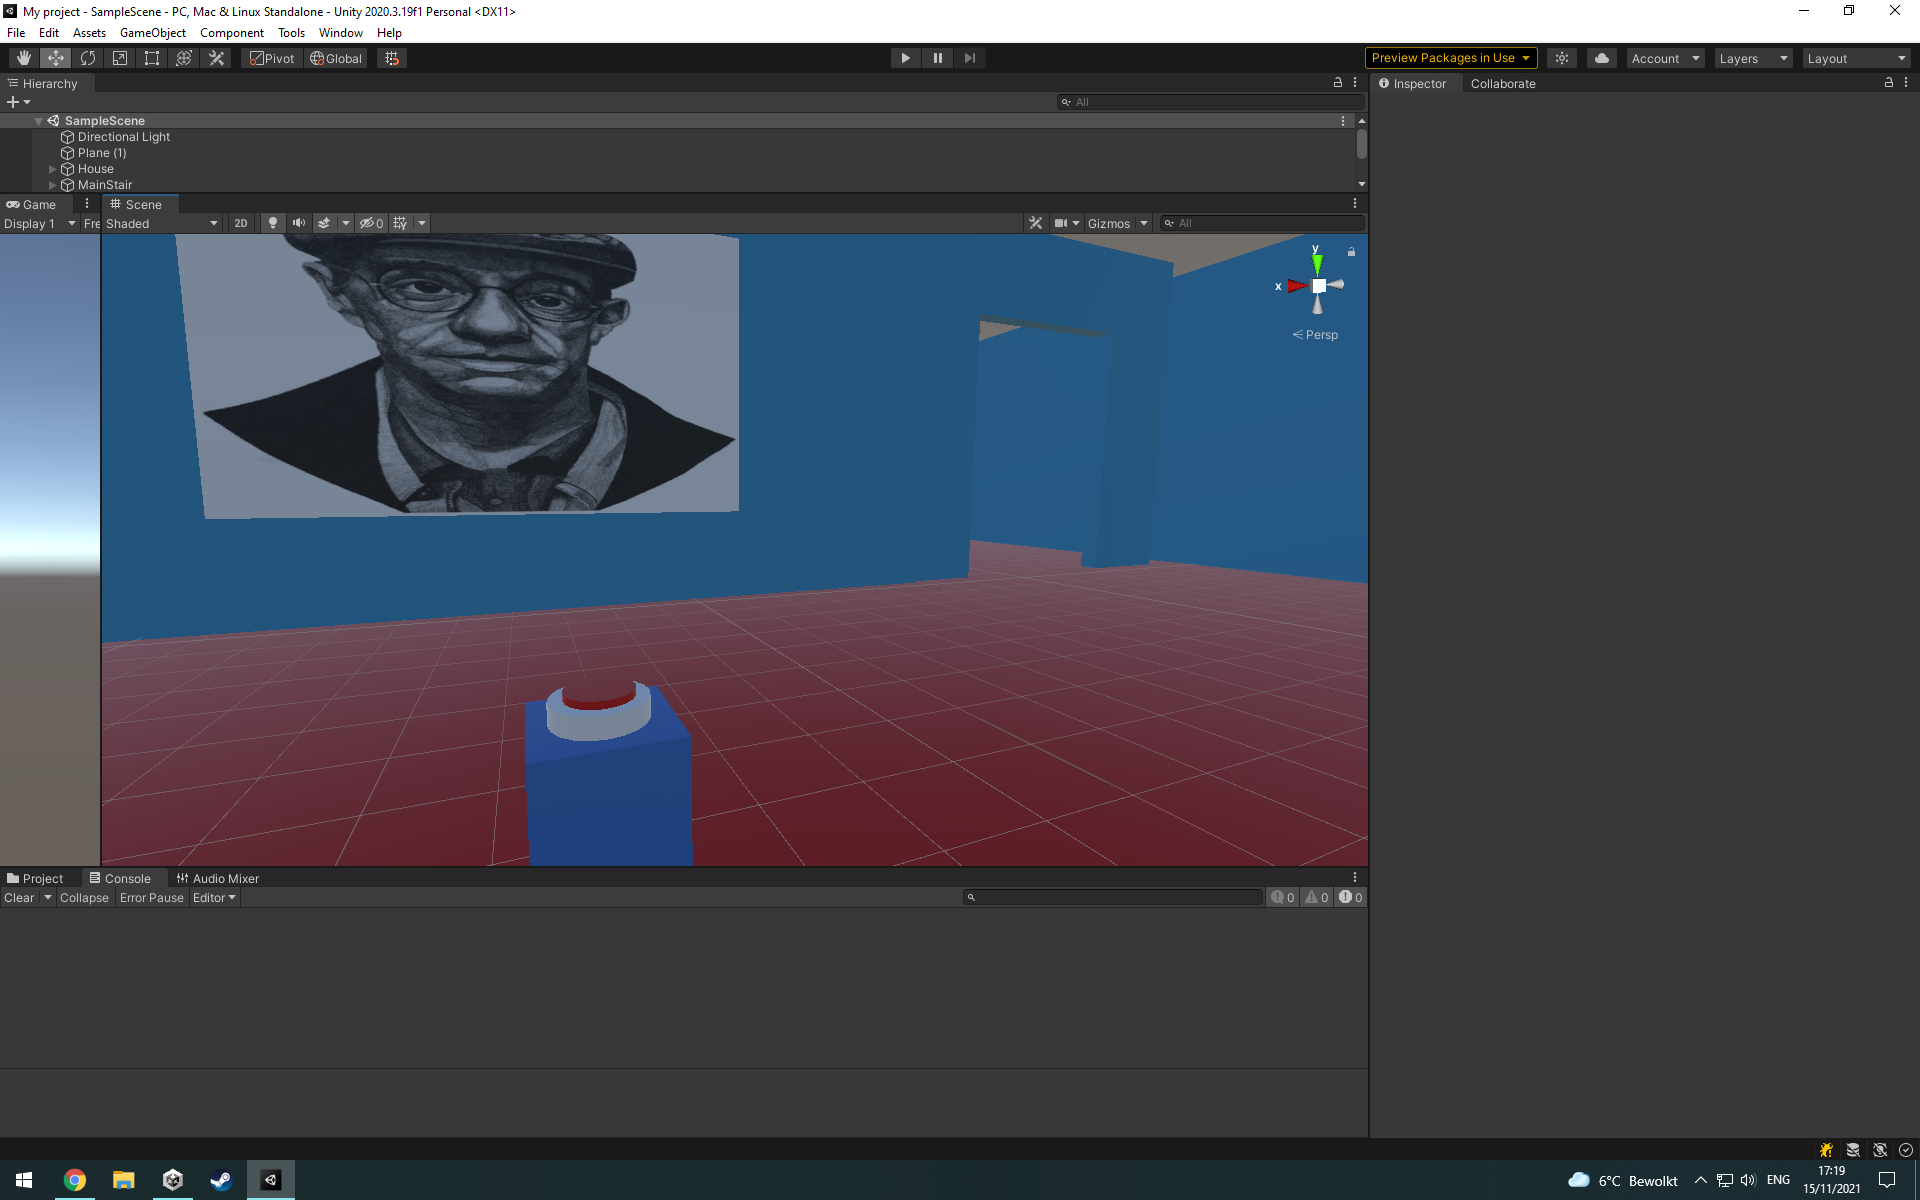 My project - SampleScene - PC, Mac & Linux Standalone - Unity 2020.3.19f1 Personal <DX11>
File Edit Assets GameObject Component Tools Window Help
Pivot Global Preview Packages in Use Account Layers Layout
Hierarchy Inspector Collaborate
All
SampleScene
Directional Light
Plane (1)
House
MainStair
Game Scene
Display 1 Fre Shaded 2D 0 Gizmos All
y
x
Persp
Project Console Audio Mixer
Clear Collapse Error Pause Editor 0 0 0
6°C Bewolkt ENG 17:19
15/11/2021